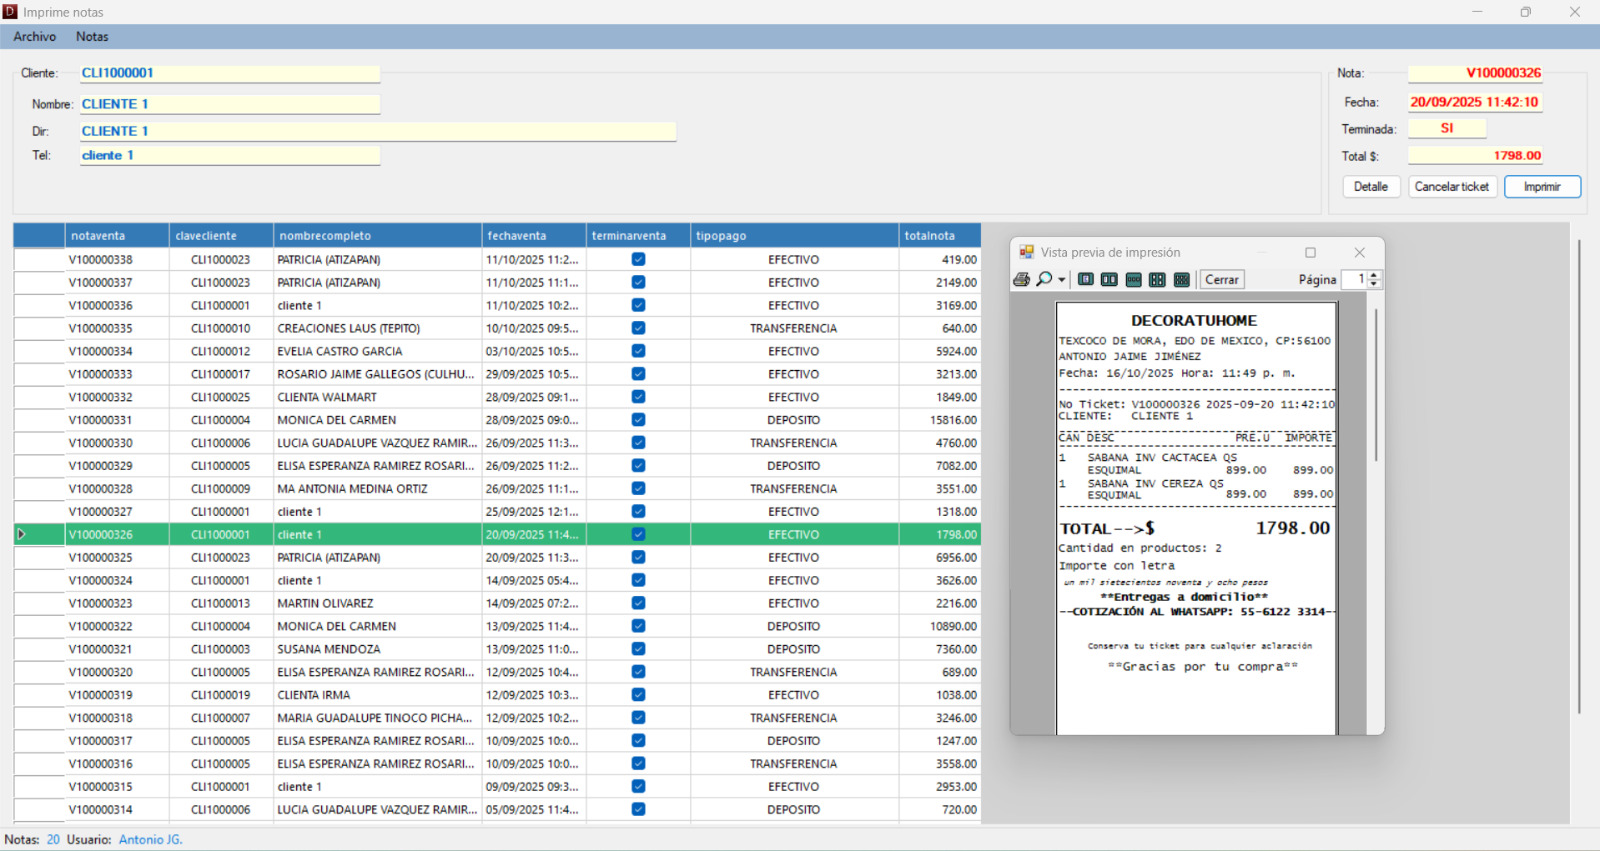 Imprime notas
Archivo Notas
Cliente: CLI1000001
Nombre: CLIENTE 1
Dir: CLIENTE 1
Tel: cliente 1
Nota: V100000326
Fecha: 20/09/2025 11:42:10
Terminada: SI
Total $: 1798.00
Detalle Cancelar ticket Imprimir
notaventa clavecliente nombrecompleto fechaventa terminarventa tipopago totalnota
V100000338 CLI1000023 PATRICIA (ATIZAPAN) 11/10/2025 11:2... EFECTIVO 419.00
V100000337 CLI1000023 PATRICIA (ATIZAPAN) 11/10/2025 11:1... EFECTIVO 2149.00
V100000336 CLI1000001 cliente 1 11/10/2025 10:2... EFECTIVO 3169.00
V100000335 CLI1000010 CREACIONES LAUS (TEPITO) 10/10/2025 09:5... TRANSFERENCIA 640.00
V100000334 CLI1000012 EVELIA CASTRO GARCIA 03/10/2025 10:5... EFECTIVO 5924.00
V100000333 CLI1000017 ROSARIO JAIME GALLEGOS (CULHU... 29/09/2025 10:5... EFECTIVO 3213.00
V100000332 CLI1000025 CLIENTA WALMART 28/09/2025 09:1... EFECTIVO 1849.00
V100000331 CLI1000004 MONICA DEL CARMEN 28/09/2025 09:0... DEPOSITO 15816.00
V100000330 CLI1000006 LUCIA GUADALUPE VAZQUEZ RAMIR... 26/09/2025 11:3... TRANSFERENCIA 4760.00
V100000329 CLI1000005 ELISA ESPERANZA RAMIREZ ROSARI... 26/09/2025 11:2... DEPOSITO 7082.00
V100000328 CLI1000009 MA ANTONIA MEDINA ORTIZ 26/09/2025 11:1... TRANSFERENCIA 3551.00
V100000327 CLI1000001 cliente 1 25/09/2025 12:1... EFECTIVO 1318.00
V100000326 CLI1000001 cliente 1 20/09/2025 11:4... EFECTIVO 1798.00
V100000325 CLI1000023 PATRICIA (ATIZAPAN) 20/09/2025 11:3... EFECTIVO 6956.00
V100000324 CLI1000001 cliente 1 14/09/2025 05:4... EFECTIVO 3626.00
V100000323 CLI1000013 MARTIN OLIVAREZ 14/09/2025 07:2... EFECTIVO 2216.00
V100000322 CLI1000004 MONICA DEL CARMEN 13/09/2025 11:4... DEPOSITO 10890.00
V100000321 CLI1000003 SUSANA MENDOZA 13/09/2025 11:0... DEPOSITO 7360.00
V100000320 CLI1000005 ELISA ESPERANZA RAMIREZ ROSARI... 12/09/2025 10:4... TRANSFERENCIA 689.00
V100000319 CLI1000019 CLIENTA IRMA 12/09/2025 10:3... EFECTIVO 1038.00
V100000318 CLI1000007 MARIA GUADALUPE TINOCO PICHA... 12/09/2025 10:2... TRANSFERENCIA 3246.00
V100000317 CLI1000005 ELISA ESPERANZA RAMIREZ ROSARI... 10/09/2025 10:0... DEPOSITO 1247.00
V100000316 CLI1000005 ELISA ESPERANZA RAMIREZ ROSARI... 10/09/2025 10:0... TRANSFERENCIA 3558.00
V100000315 CLI1000001 cliente 1 09/09/2025 09:3... EFECTIVO 2953.00
V100000314 CLI1000006 LUCIA GUADALUPE VAZQUEZ RAMIR... 05/09/2025 11:4... DEPOSITO 720.00
Vista previa de impresión
Cerrar Página 1
DECORATUHOME
TEXCOCO DE MORA, EDO DE MEXICO, CP:56100
ANTONIO JAIME JIMÉNEZ
Fecha: 16/10/2025 Hora: 11:49 p. m.
No Ticket: V100000326 2025-09-20 11:42:10
CLIENTE: CLIENTE 1
CAN DESC PRE.U IMPORTE
1 SABANA INV CACTACEA QS
ESQUIMAL 899.00 899.00
1 SABANA INV CEREZA QS
ESQUIMAL 899.00 899.00
TOTAL-->$ 1798.00
Cantidad en productos: 2
Importe con letra
un mil sietecientos noventa y ocho pesos
**Entregas a domicilio**
--COTIZACIÓN AL WHATSAPP: 55-6122 3314--
Conserva tu ticket para cualquier aclaración
**Gracias por tu compra**
Notas: 20 Usuario: Antonio JG.